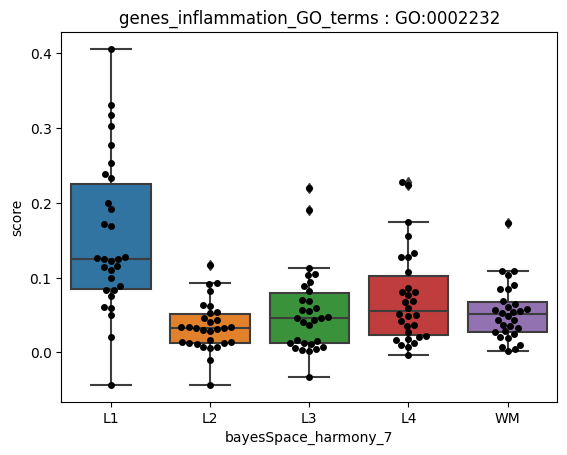 genes_inflammation_GO_terms : GO:0002232
0.4
0.3
0.2
0.1
0.0
score
L1 L2 L3 L4 WM
bayesSpace_harmony_7